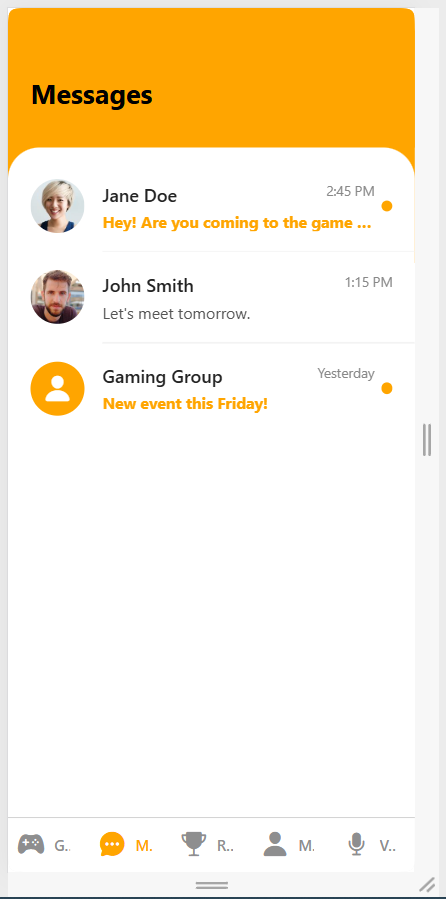 Messages
Jane Doe
2:45 PM
Hey! Are you coming to the game ...
John Smith
1:15 PM
Let's meet tomorrow.
Gaming Group
Yesterday
New event this Friday!
G.. M. R.. M. V..